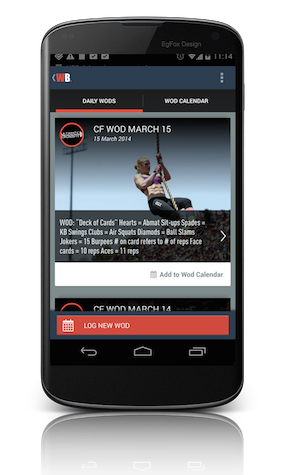 EgFox Design
11:14
WB
DAILY WODS
WOD CALENDAR
CF WOD MARCH 15
15 March 2014
WOD: "Deck of Cards" Hearts = Abmat Sit-ups Spades =
KB Swings Clubs = Air Squats Diamods = Ball Slams
Jokers = 15 Burpees # on card refers to # of reps Face
cards = 10 reps Aces = 11 reps
Add to Wod Calendar
CF WOD MARCH 14
LOG NEW WOD